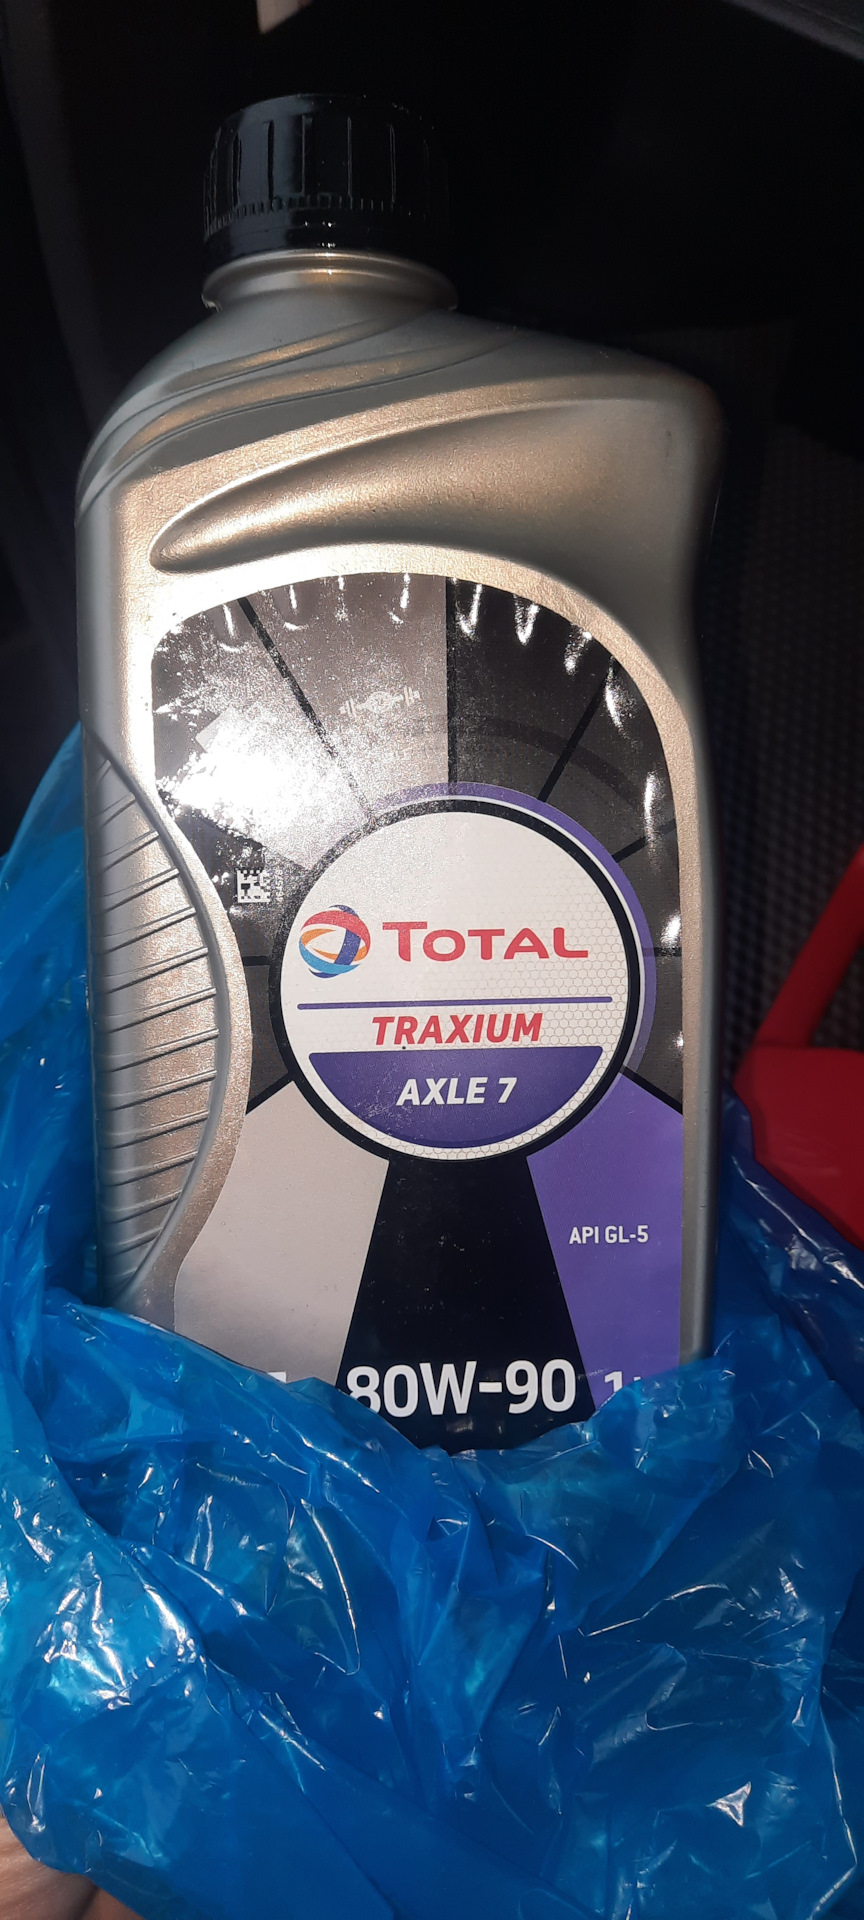 TOTAL
TRAXIUM
AXLE 7
API GL-5
80W-90